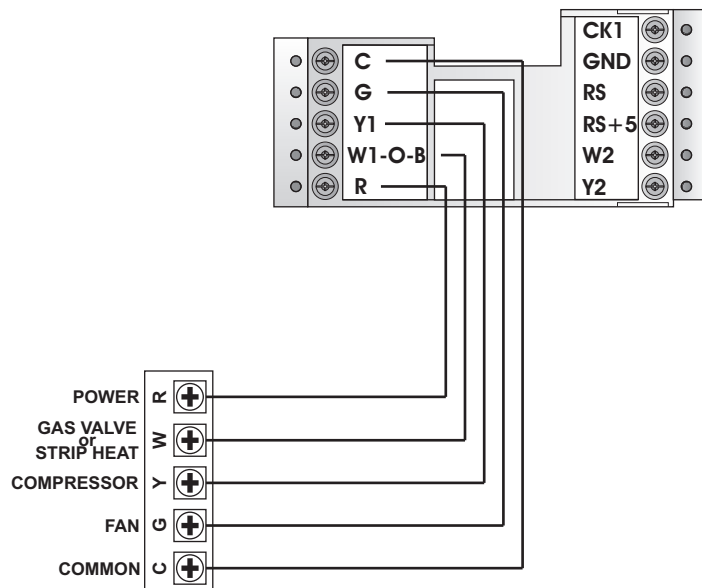 C
G
Y1
W1-O-B
R
CK1
GND
RS
RS+5
W2
Y2
POWER R
GAS VALVE
or
STRIP HEAT W
COMPRESSOR Y
FAN G
COMMON C